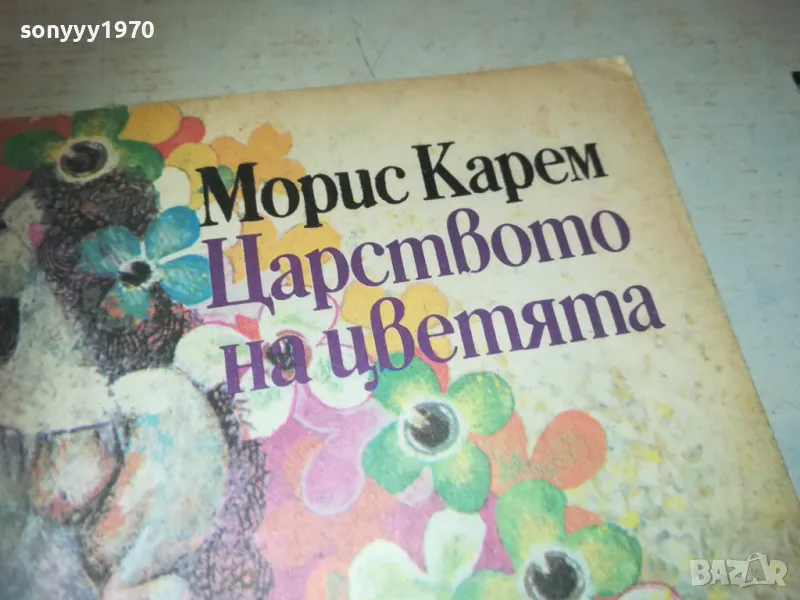 sonyyy1970
Морис Карем
Царството
на цветята
BAZAR